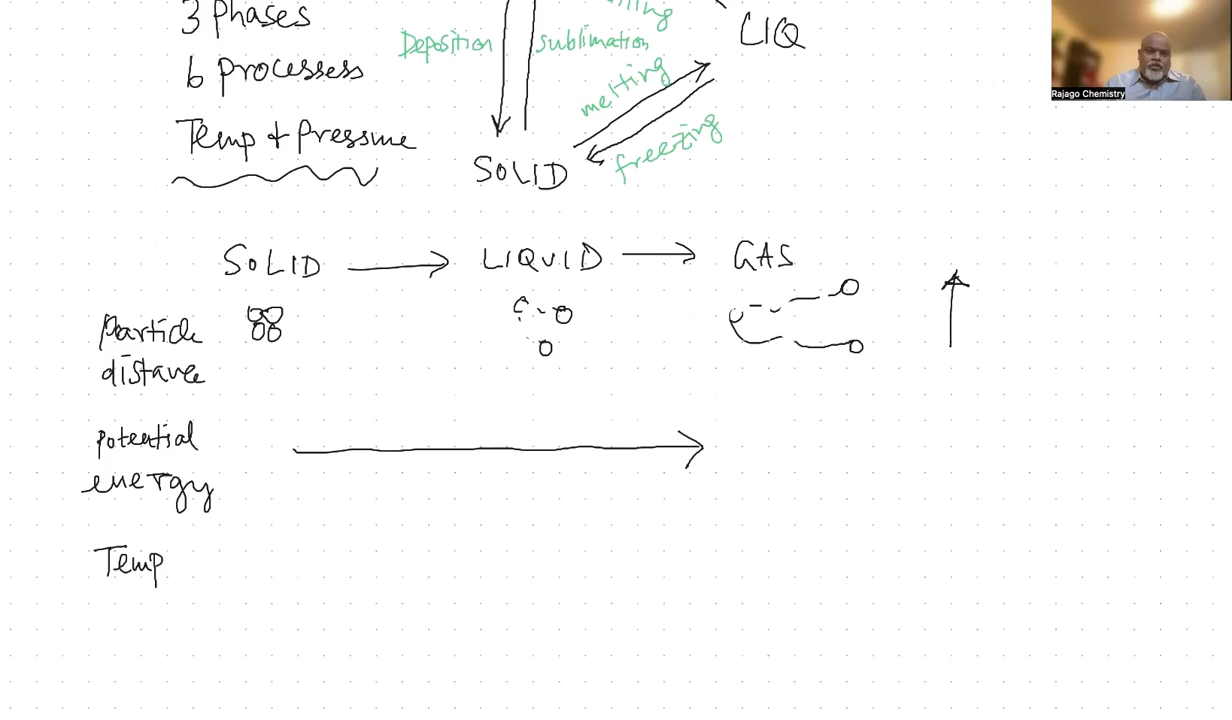 3 Phases
LIQ
Deposition
sublimation
6 Processess
melting
Temp + Pressure
freezing
SOLID
SOLID
LIQUID
GAS
particle
distance
potential
energy
Temp
Rajago Chemistry